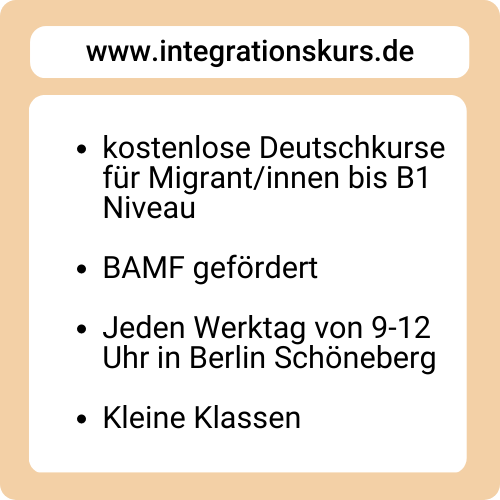 www.integrationskurs.de
• kostenlose Deutschkurse
für Migrant/innen bis B1
Niveau
• BAMF gefördert
• Jeden Werktag von 9-12
Uhr in Berlin Schöneberg
• Kleine Klassen